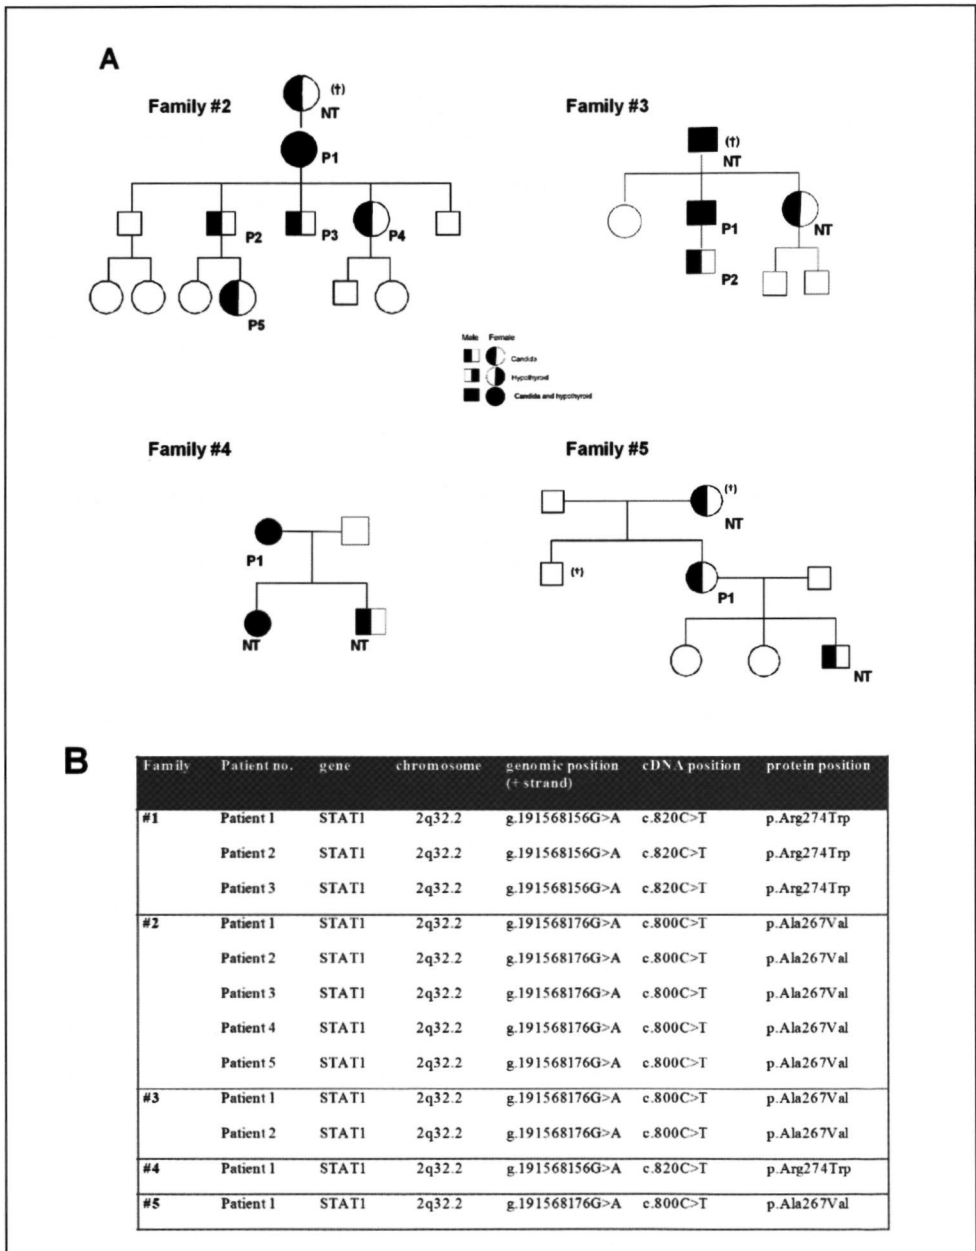 A
Family #2
(†)
NT
P1
P2
P3
P4
P5
Family #3
(†)
NT
P1
NT
P2
Male Female
Candida
Hypothyroid
Candida and hypothyroid
Family #4
P1
NT
NT
Family #5
(†)
NT
(†)
P1
NT
B
Family Patient no. gene chromosome genomic position (+ strand) cDNA position protein position
#1 Patient 1 STAT1 2q32.2 g.191568156G>A c.820C>T p.Arg274Trp
Patient 2 STAT1 2q32.2 g.191568156G>A c.820C>T p.Arg274Trp
Patient 3 STAT1 2q32.2 g.191568156G>A c.820C>T p.Arg274Trp
#2 Patient 1 STAT1 2q32.2 g.191568176G>A c.800C>T p.Ala267Val
Patient 2 STAT1 2q32.2 g.191568176G>A c.800C>T p.Ala267Val
Patient 3 STAT1 2q32.2 g.191568176G>A c.800C>T p.Ala267Val
Patient 4 STAT1 2q32.2 g.191568176G>A c.800C>T p.Ala267Val
Patient 5 STAT1 2q32.2 g.191568176G>A c.800C>T p.Ala267Val
#3 Patient 1 STAT1 2q32.2 g.191568176G>A c.800C>T p.Ala267Val
Patient 2 STAT1 2q32.2 g.191568176G>A c.800C>T p.Ala267Val
#4 Patient 1 STAT1 2q32.2 g.191568156G>A c.820C>T p.Arg274Trp
#5 Patient 1 STAT1 2q32.2 g.191568176G>A c.800C>T p.Ala267Val